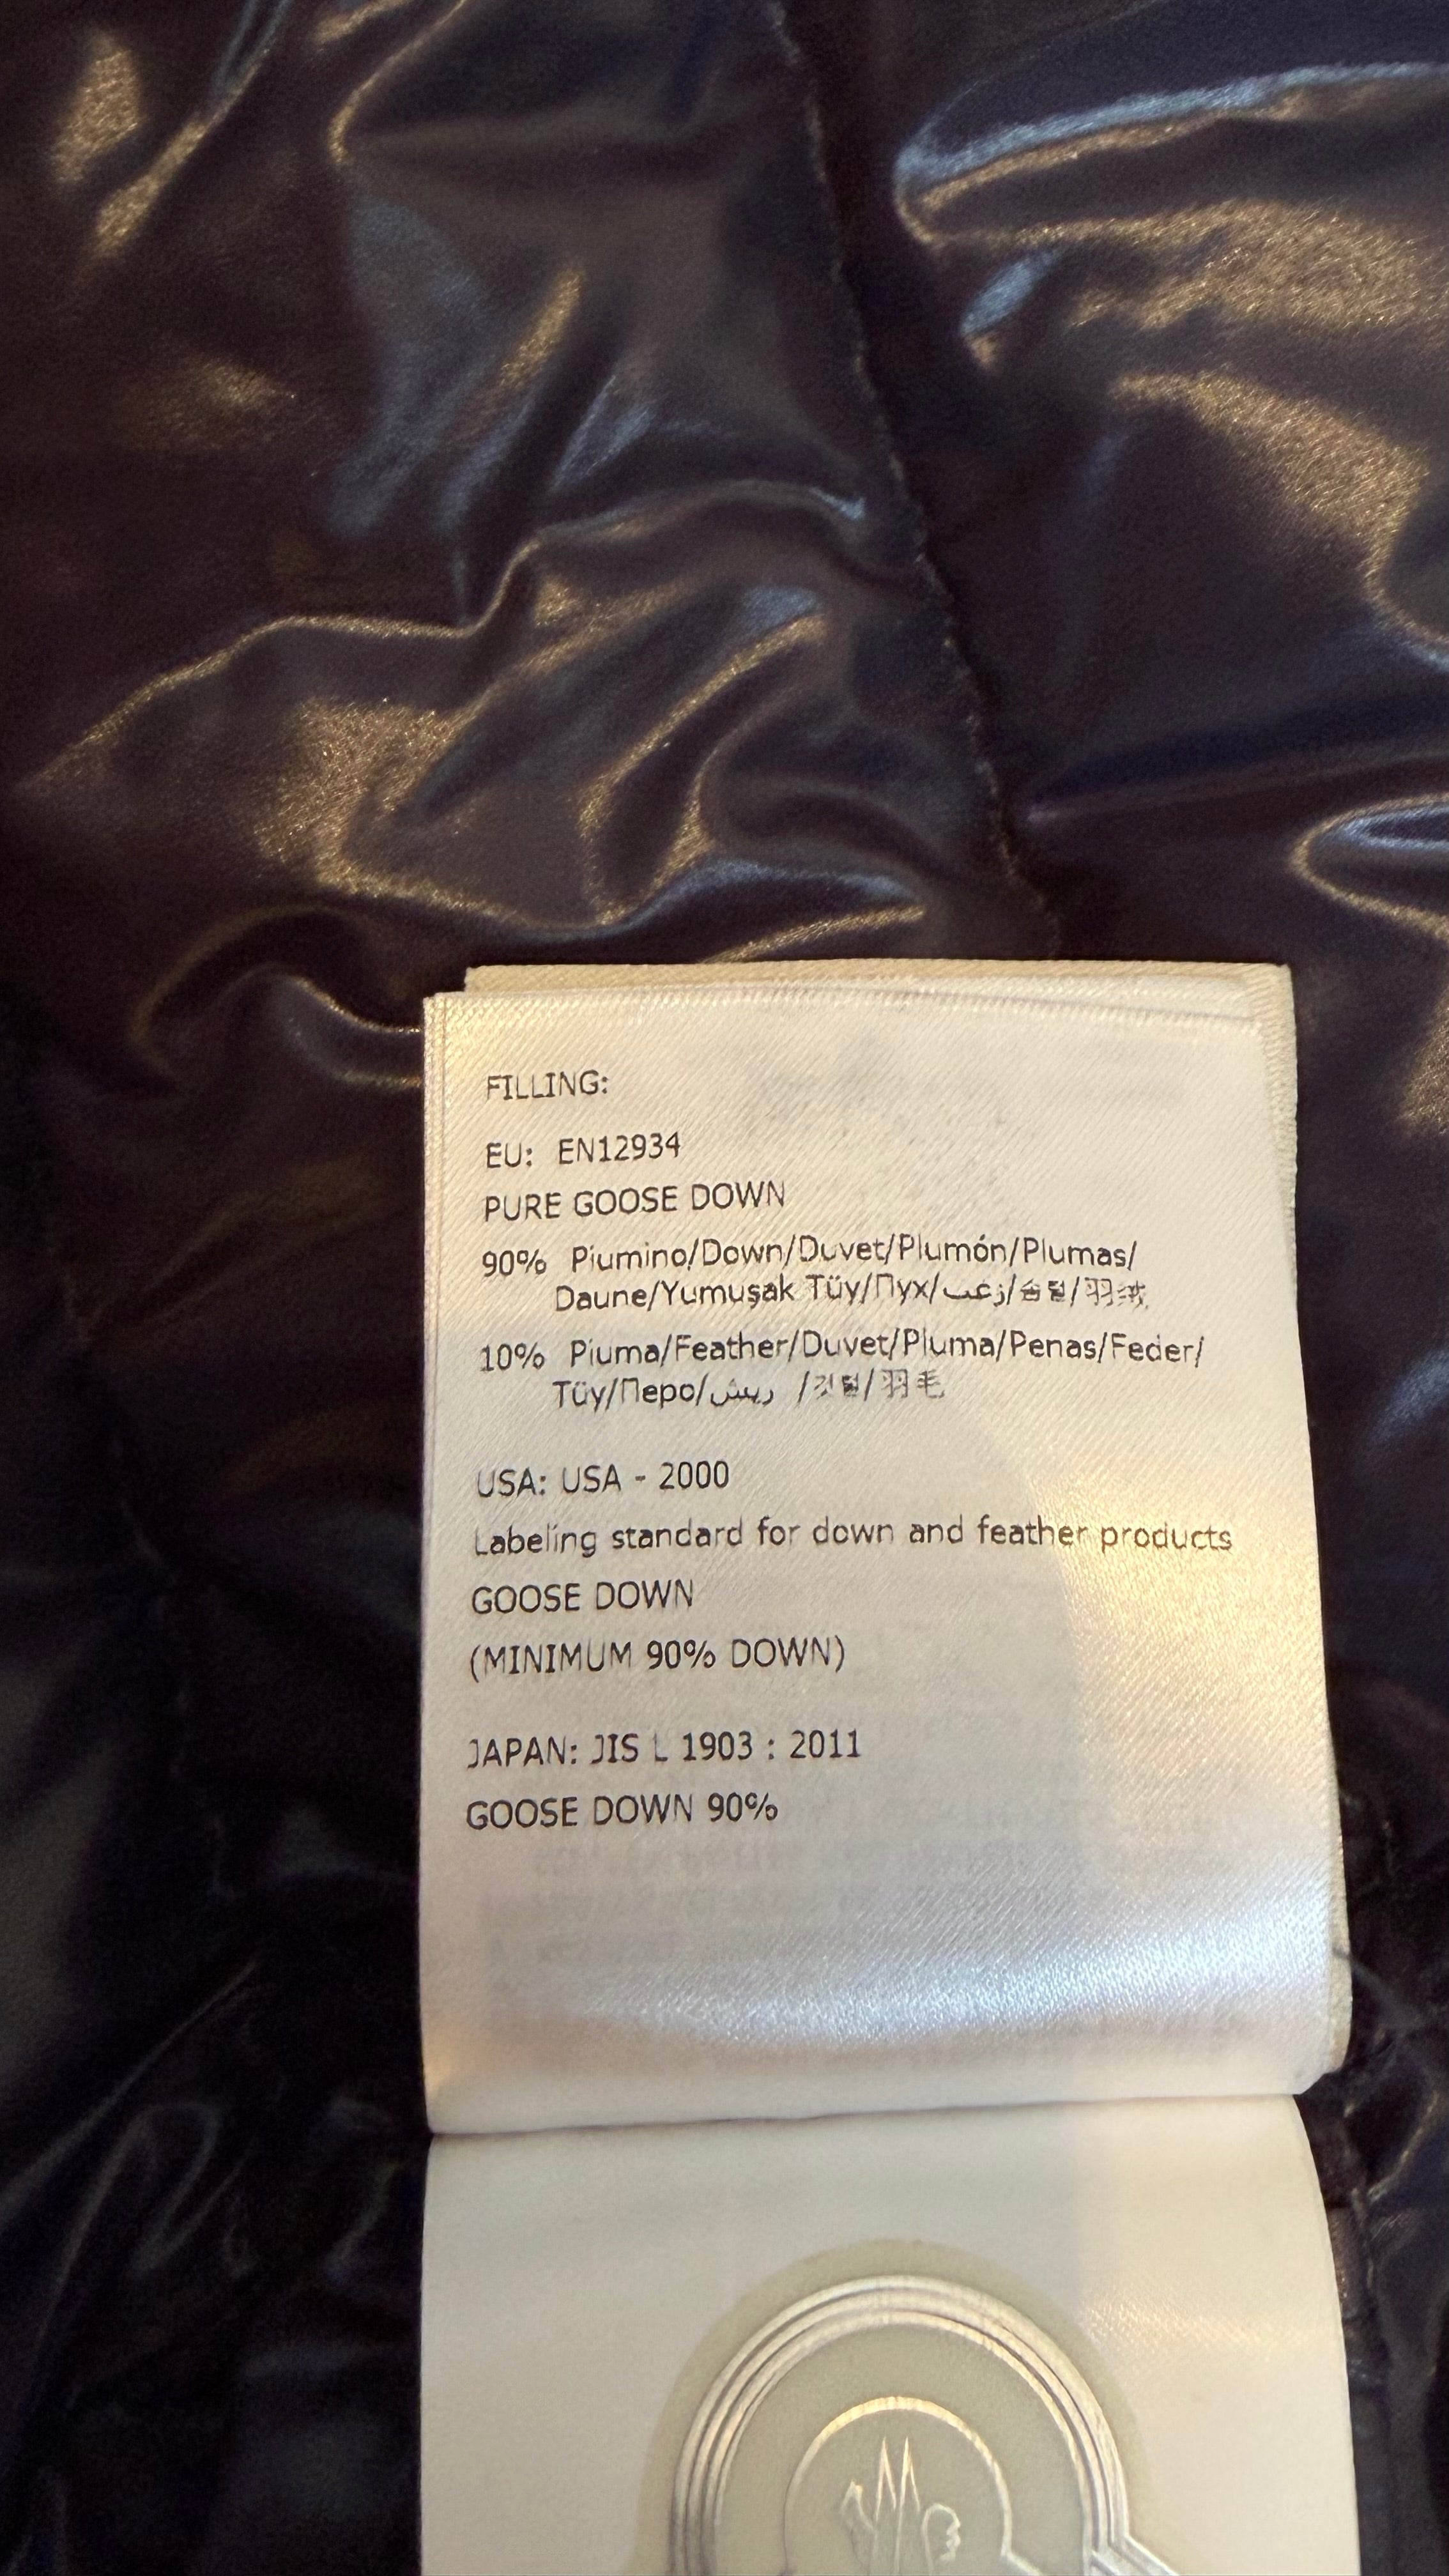 FILLING:
EU: EN12934
PURE GOOSE DOWN
90% Piumino/Down/Duvet/Plumón/Plumas/
Daune/Yumuşak Tüy/Пух/زغب/솜털/羽绒
10% Piuma/Feather/Duvet/Pluma/Penas/Feder/
Tüy/Перо/ريش /깃털/羽毛
USA: USA - 2000
Labeling standard for down and feather products
GOOSE DOWN
(MINIMUM 90% DOWN)
JAPAN: JIS L 1903 : 2011
GOOSE DOWN 90%